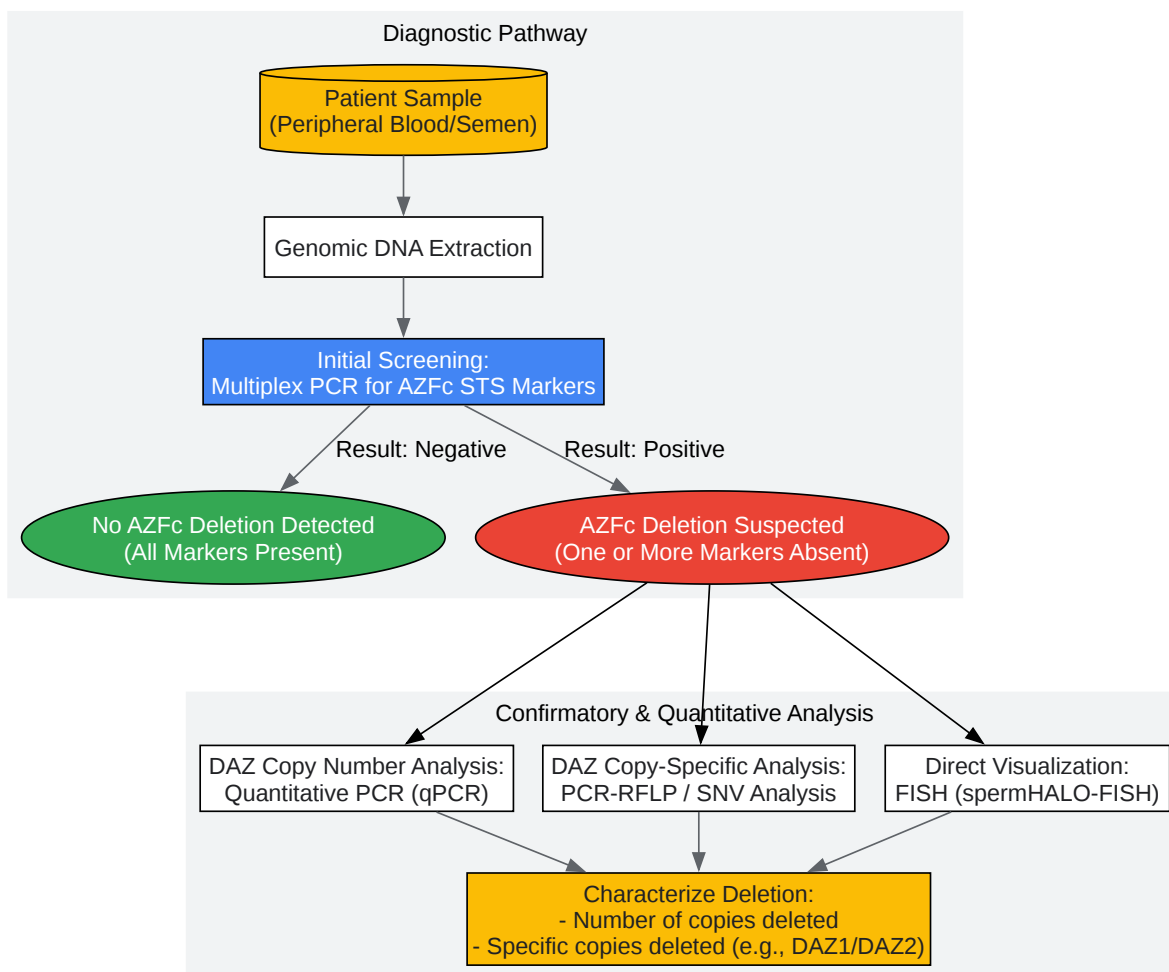 Diagnostic Pathway
Patient Sample
(Peripheral Blood/Semen)
Genomic DNA Extraction
Initial Screening:
Multiplex PCR for AZFc STS Markers
Result: Negative
Result: Positive
No AZFc Deletion Detected
(All Markers Present)
AZFc Deletion Suspected
(One or More Markers Absent)
Confirmatory & Quantitative Analysis
DAZ Copy Number Analysis:
Quantitative PCR (qPCR)
DAZ Copy-Specific Analysis:
PCR-RFLP / SNV Analysis
Direct Visualization:
FISH (spermHALO-FISH)
Characterize Deletion:
- Number of copies deleted
- Specific copies deleted (e.g., DAZ1/DAZ2)